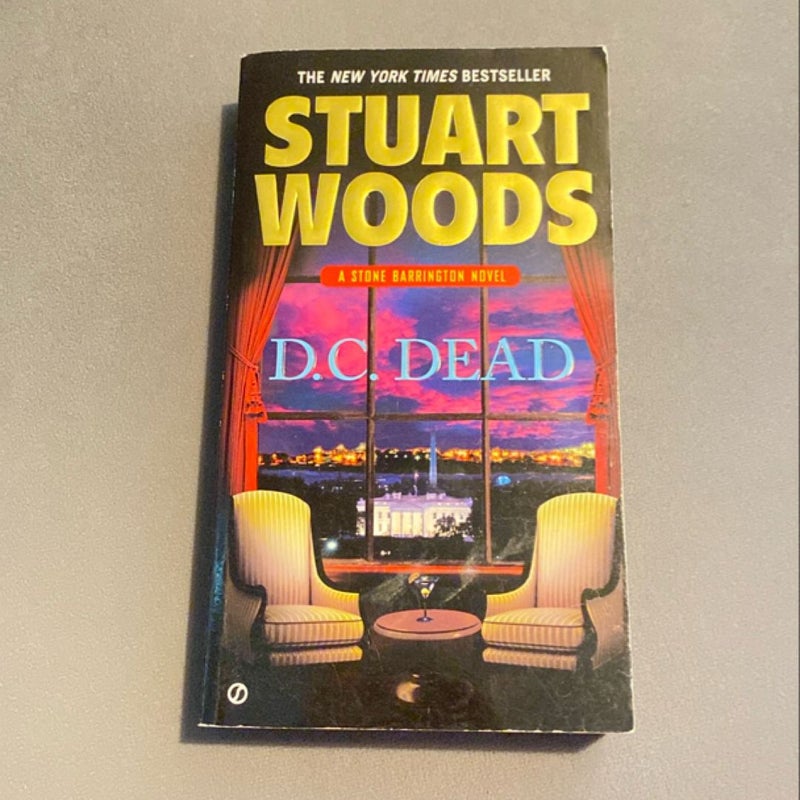 THE NEW YORK TIMES BESTSELLER
STUART
WOODS
A STONE BARRINGTON NOVEL
D.C. DEAD